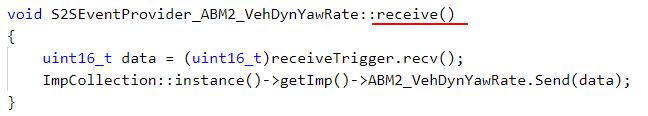 void S2SEventProvider_ABM2_VehDynYawRate::receive()
{
    uint16_t data = (uint16_t)receiveTrigger.recv();
    ImpCollection::instance()->getImp()->ABM2_VehDynYawRate.Send(data);
}